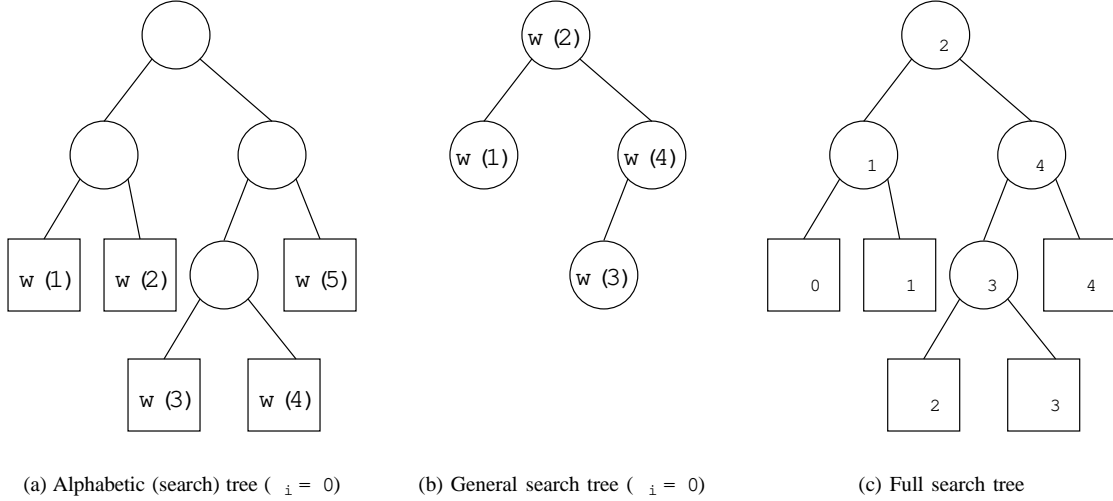 w (2)
2
w (1)
w (4)
1
4
w (1)
w (2)
w (5)
w (3)
0
1
3
4
w (3)
w (4)
2
3
(a) Alphabetic (search) tree ( i = 0)
(b) General search tree ( i = 0)
(c) Full search tree